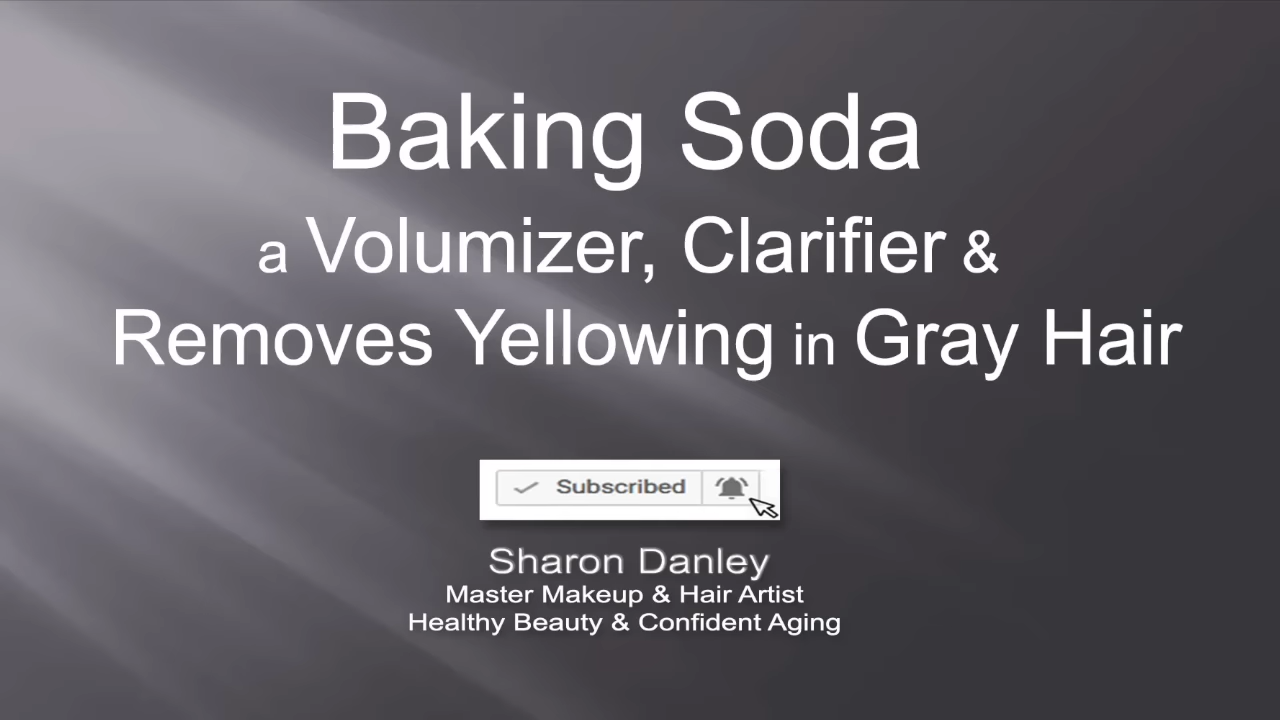 Baking Soda
a Volumizer, Clarifier &
Removes Yellowing in Gray Hair
Subscribed
Sharon Danley
Master Makeup & Hair Artist
Healthy Beauty & Confident Aging